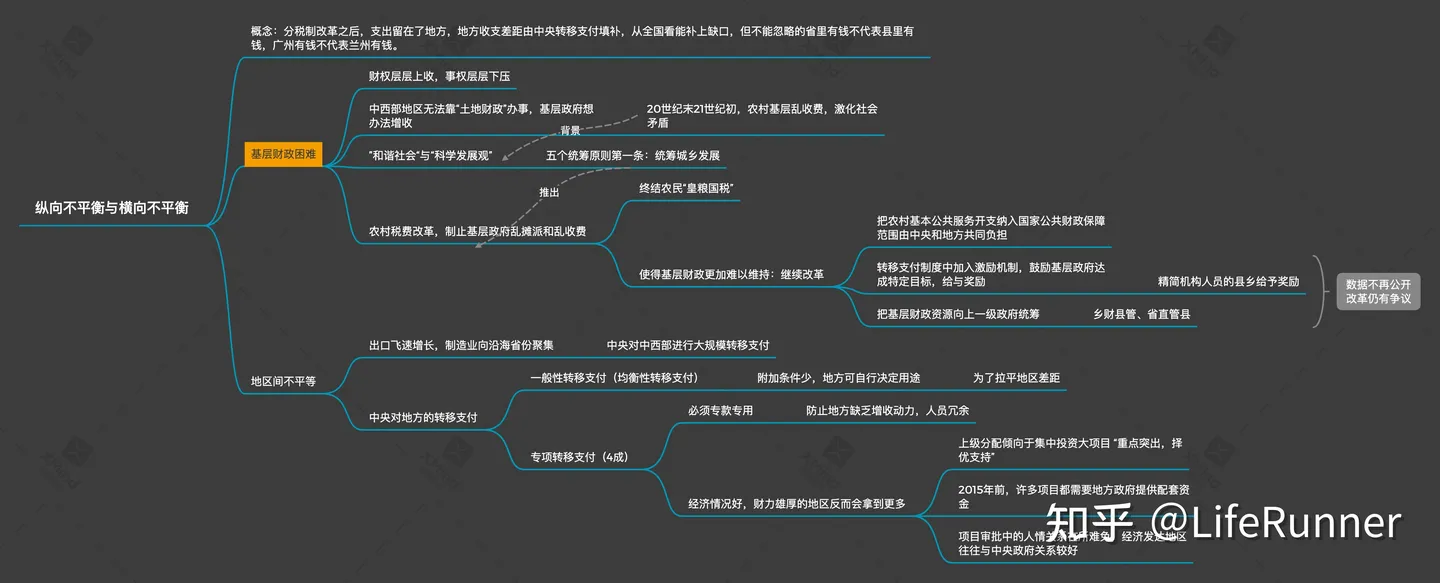 概念：分税制改革之后，支出留在了地方，地方收支差距由中央转移支付填补，从全国看能补上缺口，但不能忽略的省里有钱不代表县里有
钱，广州有钱不代表兰州有钱。
财权层层上收，事权层层下压
中西部地区无法靠“土地财政”办事，基层政府想
办法增收
20世纪末21世纪初，农村基层乱收费，激化社会
矛盾
背景
基层财政困难
“和谐社会“与”科学发展观”
五个统筹原则第一条：统筹城乡发展
推出
终结农民“皇粮国税”
纵向不平衡与横向不平衡
农村税费改革，制止基层政府乱摊派和乱收费
把农村基本公共服务开支纳入国家公共财政保障
范围由中央和地方共同负担
使得基层财政更加难以维持：继续改革
转移支付制度中加入激励机制，鼓励基层政府达
成特定目标，给与奖励
精简机构人员的县乡给予奖励
数据不再公开
改革仍有争议
把基层财政资源向上一级政府统筹
乡财县管、省直管县
出口飞速增长，制造业向沿海省份聚集
中央对中西部进行大规模转移支付
地区间不平等
一般性转移支付（均衡性转移支付）
附加条件少，地方可自行决定用途
为了拉平地区差距
中央对地方的转移支付
必须专款专用
防止地方缺乏增收动力，人员冗余
专项转移支付（4成）
上级分配倾向于集中投资大项目 “重点突出，择
优支持”
经济情况好，财力雄厚的地区反而会拿到更多
2015年前，许多项目都需要地方政府提供配套资
金
项目审批中的人情关系在所难免，经济发达地区
往往与中央政府关系较好
知乎 @LifeRunner